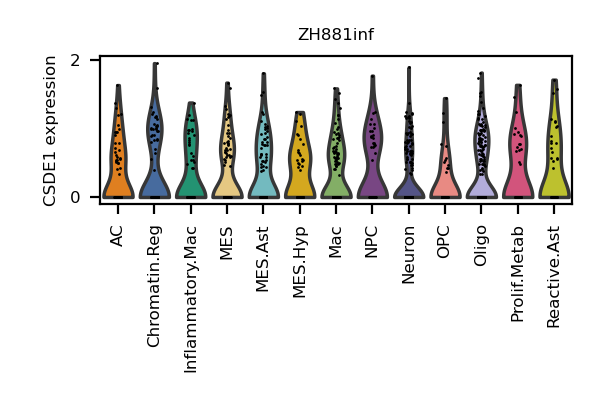 ZH881inf
CSDE1 expression
2
0
AC
Chromatin.Reg
Inflammatory.Mac
MES
MES.Ast
MES.Hyp
Mac
NPC
Neuron
OPC
Oligo
Prolif.Metab
Reactive.Ast